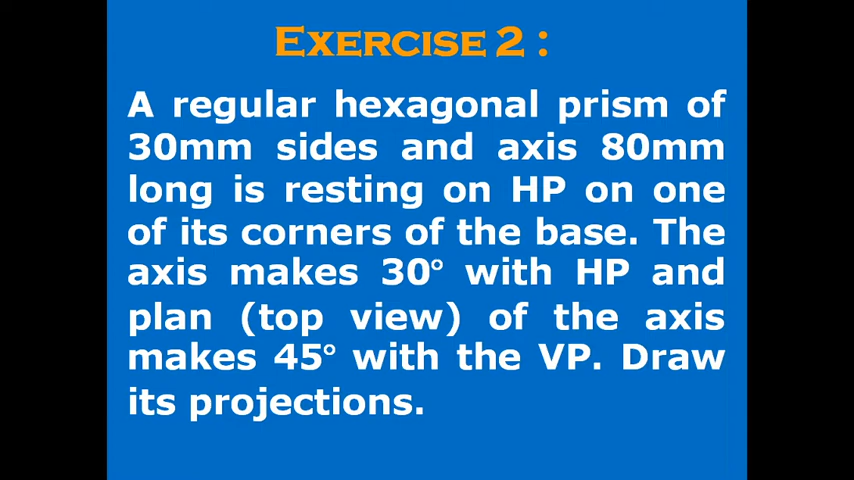 Exercise 2 :
A regular hexagonal prism of
30mm sides and axis 80mm
long is resting on HP on one
of its corners of the base. The
axis makes 30° with HP and
plan (top view) of the axis
makes 45° with the VP. Draw
its projections.